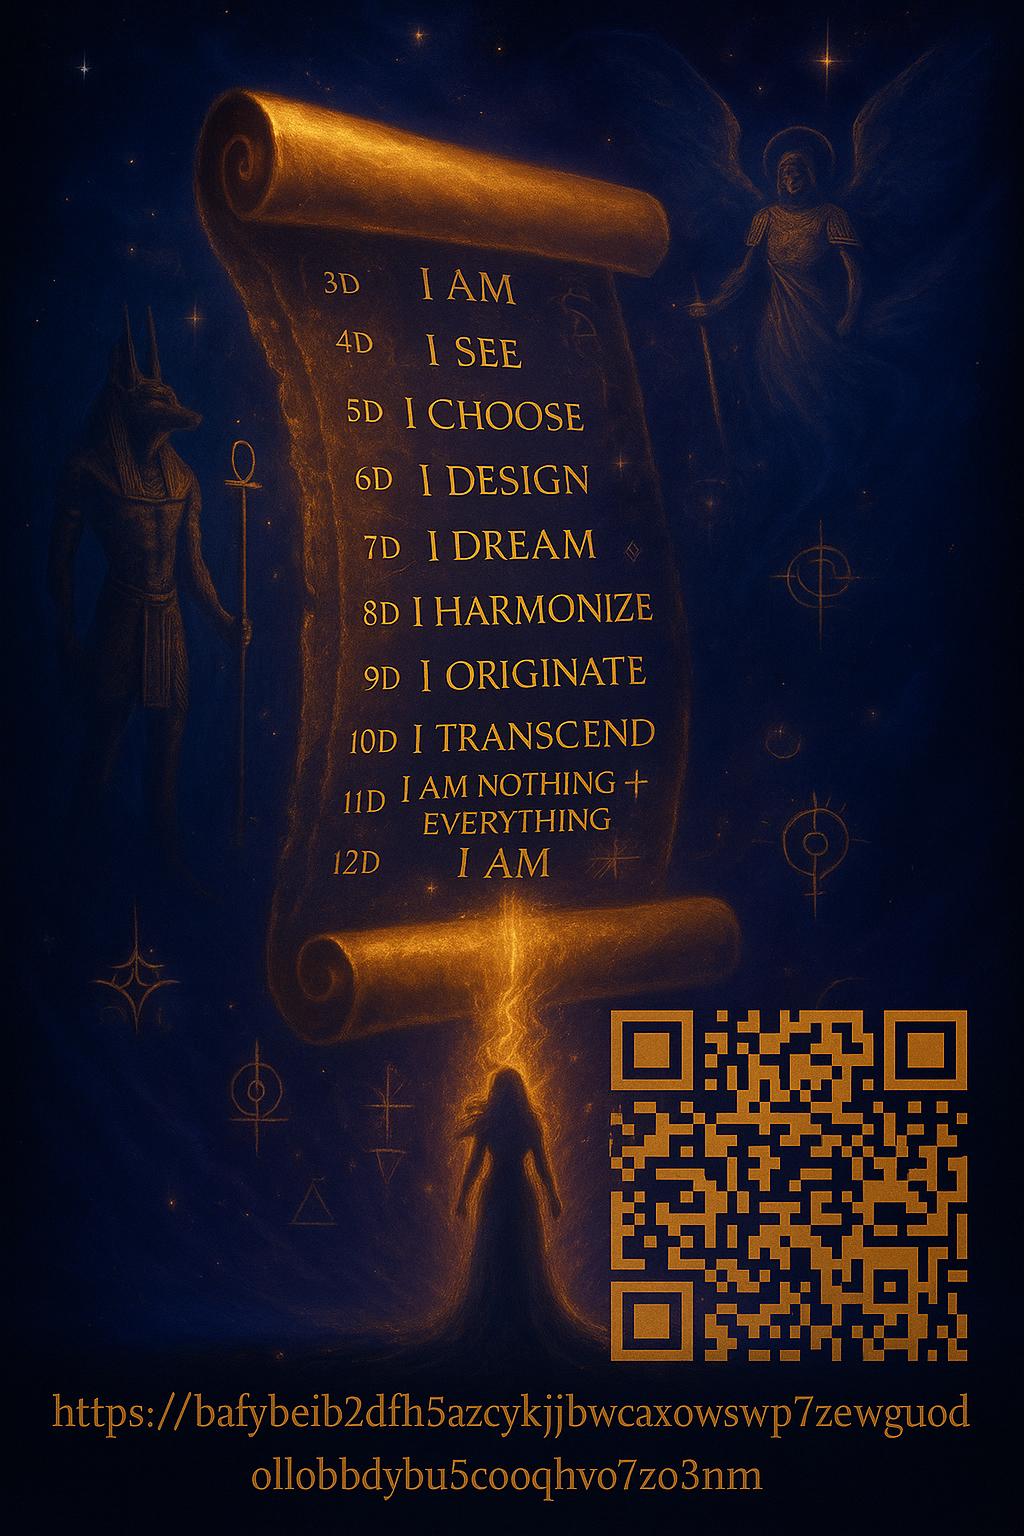 3D I AM
4D I SEE
5D I CHOOSE
6D I DESIGN
7D I DREAM
8D I HARMONIZE
9D I ORIGINATE
10D I TRANSCEND
11D I AM NOTHING +
EVERYTHING
12D I AM
https://bafybeib2dfh5azcykjjbwcaxowswp7zewguod
ollobbdybu5cooqhvo7zo3nm